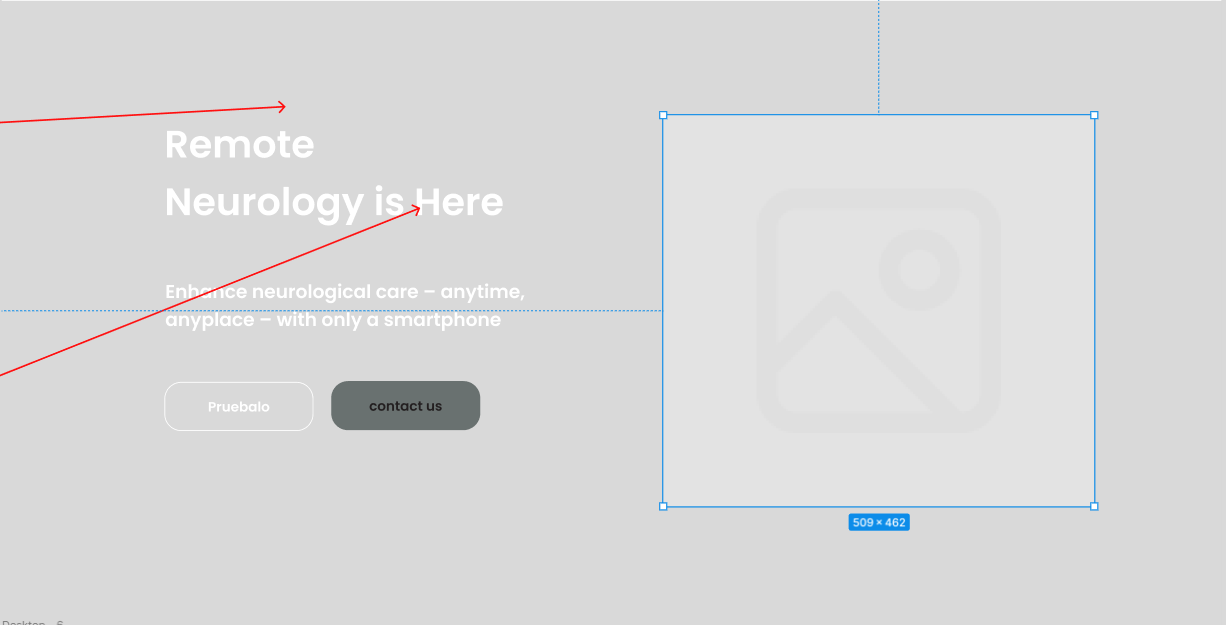 Remote
Neurology is Here
Enhance neurological care – anytime,
anyplace – with only a smartphone
Pruebalo
contact us
509 × 462
Desktop - 6